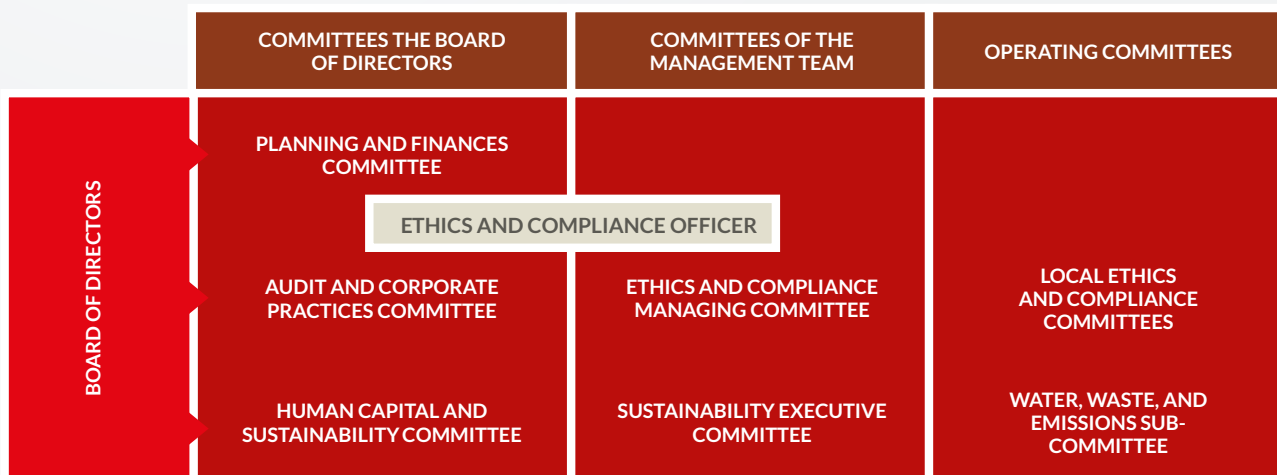 COMMITTEES THE BOARD
OF DIRECTORS
COMMITTEES OF THE
MANAGEMENT TEAM
OPERATING COMMITTEES
BOARD OF DIRECTORS
PLANNING AND FINANCES
COMMITTEE
ETHICS AND COMPLIANCE OFFICER
AUDIT AND CORPORATE
PRACTICES COMMITTEE
ETHICS AND COMPLIANCE
MANAGING COMMITTEE
LOCAL ETHICS
AND COMPLIANCE
COMMITTEES
HUMAN CAPITAL AND
SUSTAINABILITY COMMITTEE
SUSTAINABILITY EXECUTIVE
COMMITTEE
WATER, WASTE, AND
EMISSIONS SUB-
COMMITTEE